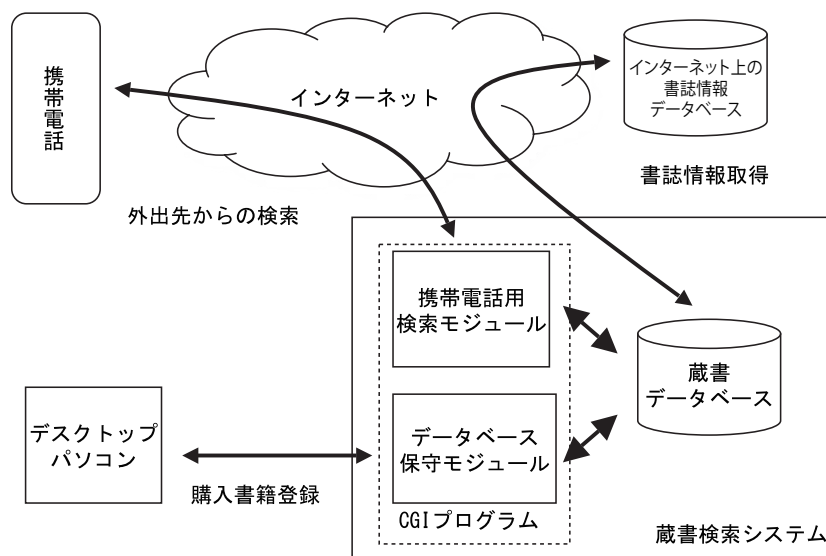 携帯電話
インターネット
インターネット上の
書誌情報
データベース
書誌情報取得
外出先からの検索
携帯電話用
検索モジュール
蔵書
データベース
デスクトップ
パソコン
データベース
保守モジュール
購入書籍登録
CGIプログラム
蔵書検索システム